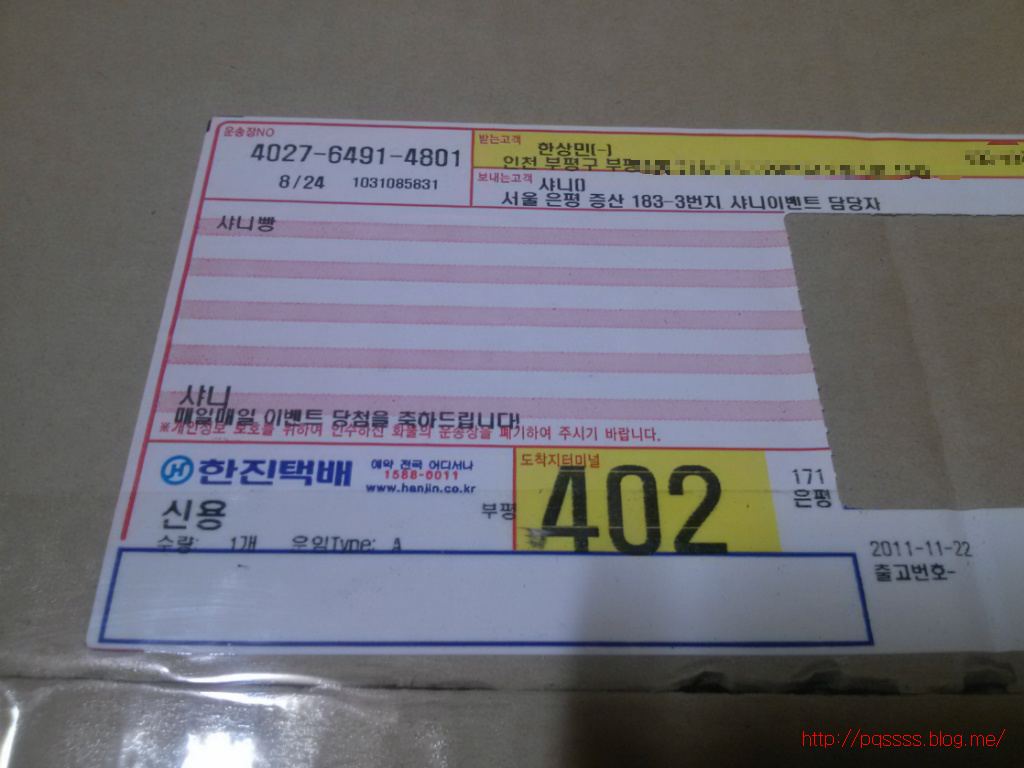 운송장NO
4027-6491-4801
8/24 1031085831
받는고객
한상민(-)
인천 부평구 부평
보내는고객
샤니()
서울 은평 증산 183-3번지 샤니이벤트 담당자
샤니빵
샤니
매일매일 이벤트 당첨을 축하드립니다!
※개인정보 보호를 위하여 인수하신 화물의 운송장을 폐기하여 주시기 바랍니다.
한진택배
예약 전국 어디서나
1588-0011
www.hanjin.co.kr
신용
부평
수량: 1개 운임Type: A
도착지터미널
402
171
은평
2011-11-22
출고번호-
http://pqssss.blog.me/